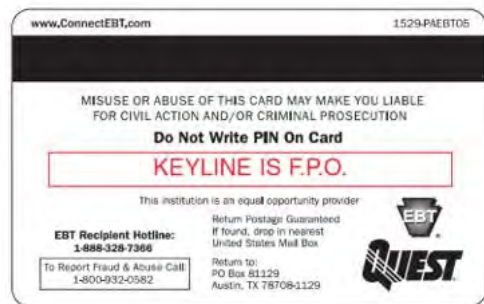 www.ConnectEBT.com 1529-PAEBT05
MISUSE OR ABUSE OF THIS CARD MAY MAKE YOU LIABLE
FOR CIVIL ACTION AND/OR CRIMINAL PROSECUTION
Do Not Write PIN On Card
KEYLINE IS F.P.O.
This institution is an equal opportunity provider
EBT Recipient Hotline:
1-888-328-7366
To Report Fraud & Abuse Call:
1-800-932-0582
Return Postage Guaranteed
If found, drop in nearest
United States Mail Box
Return to:
PO Box 81129
Austin, TX 78708-1129
EBT
QUEST